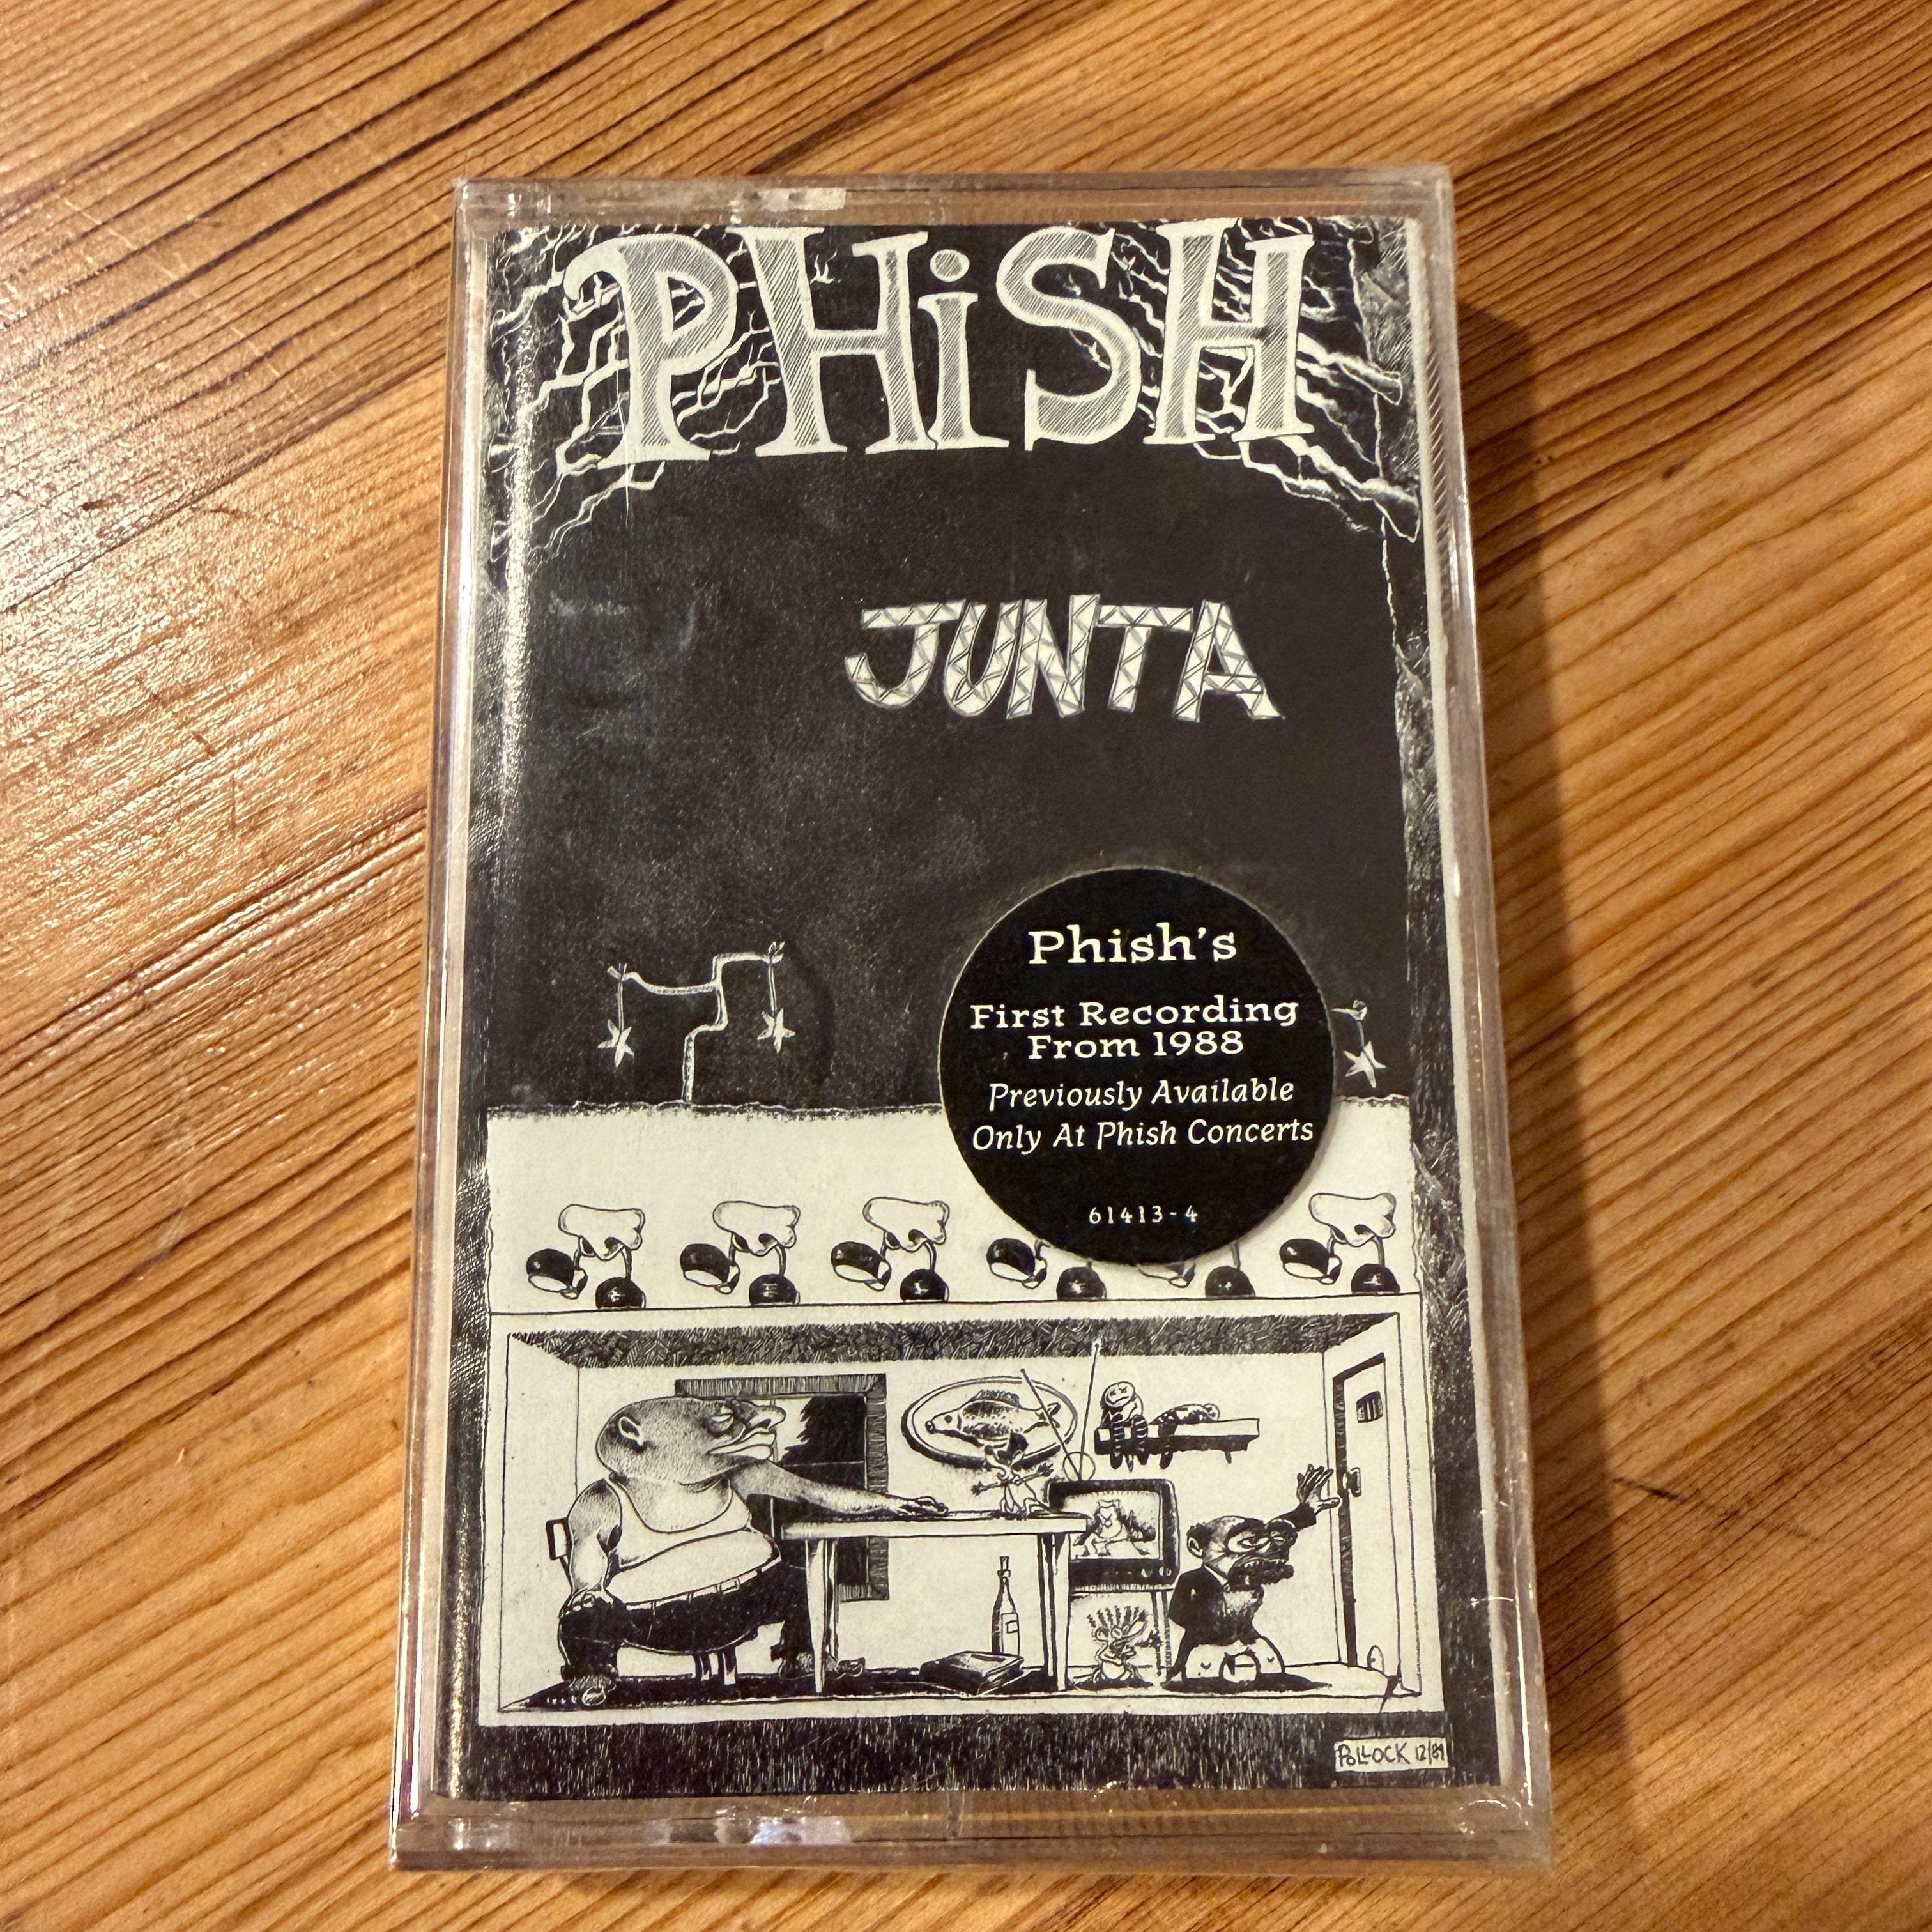 PHiSH
JUNTA
Phish's
First Recording
From 1988
Previously Available
Only At Phish Concerts
61413-4
POLLOCK 12/89